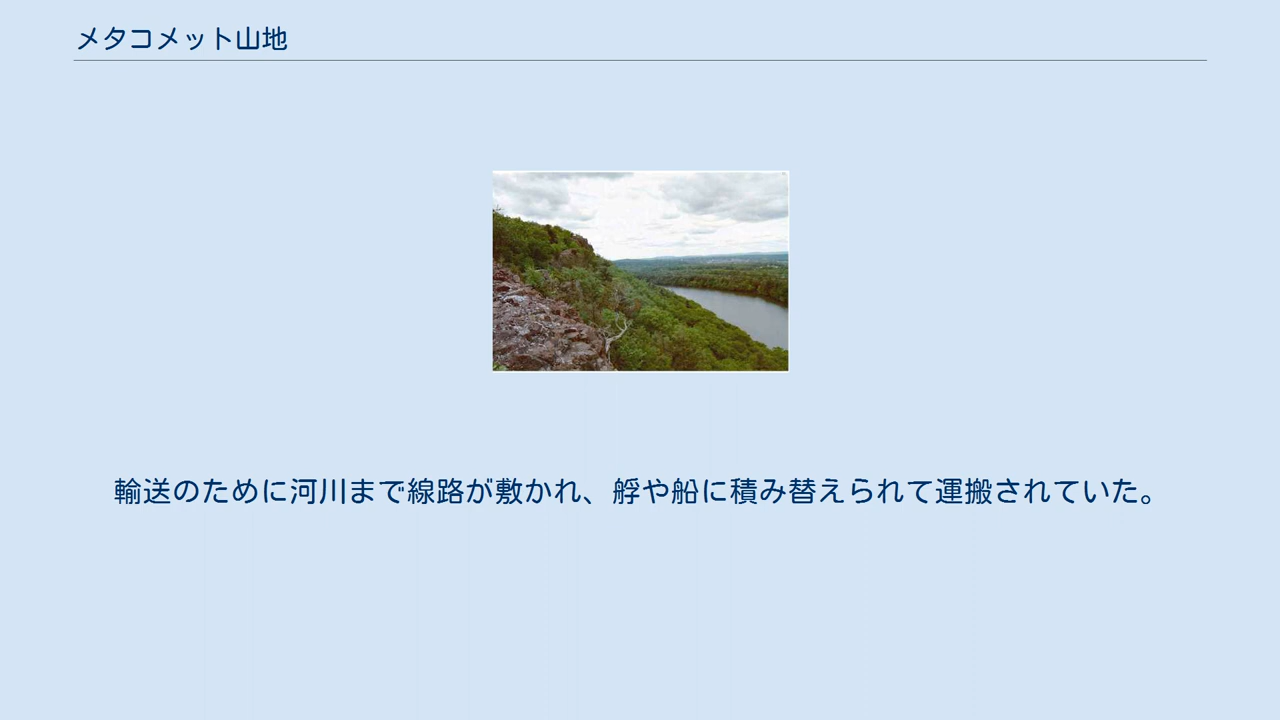 メタコメット山地
輸送のために河川まで線路が敷かれ、艀や船に積み替えられて運搬されていた。